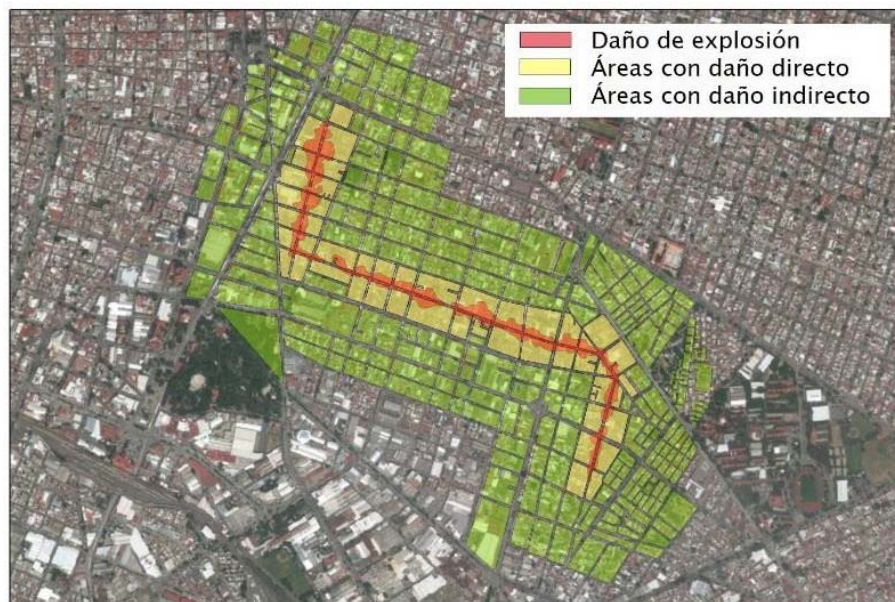 Daño de explosión
Áreas con daño directo
Áreas con daño indirecto